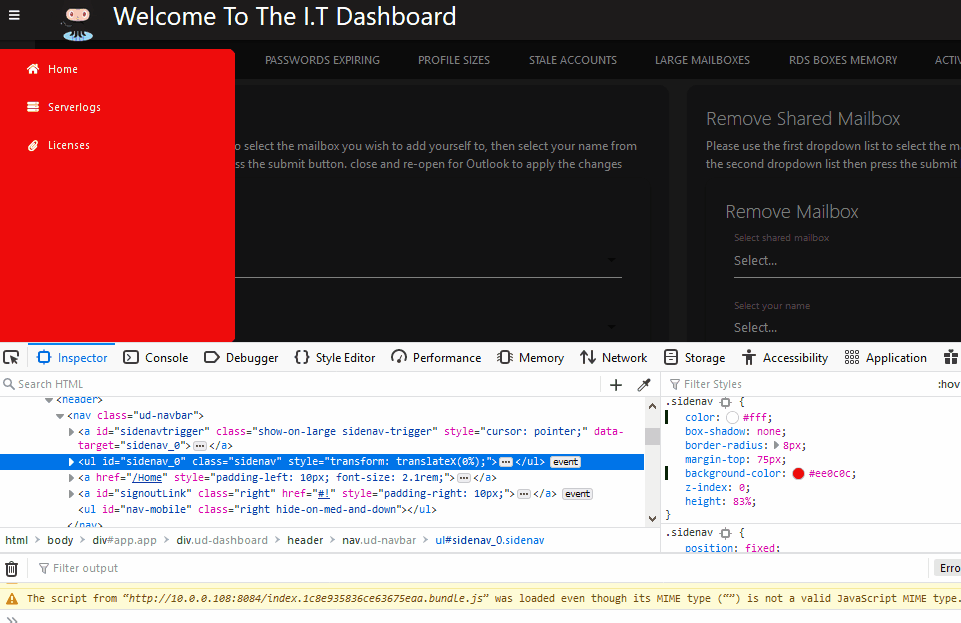 Welcome To The I.T Dashboard
Home
Serverlogs
Licenses
PASSWORDS EXPIRING PROFILE SIZES STALE ACCOUNTS LARGE MAILBOXES RDS BOXES MEMORY ACTIV
o select the mailbox you wish to add yourself to, then select your name from
ss the submit button. close and re-open for Outlook to apply the changes
Remove Shared Mailbox
Please use the first dropdown list to select the m
the second dropdown list then press the submit
Remove Mailbox
Select shared mailbox
Select...
Select your name
Select...
Inspector Console Debugger Style Editor Performance Memory Network Storage Accessibility Application
Search HTML
<header>
<nav class="ud-navbar">
<a id="sidenavtrigger" class="show-on-large sidenav-trigger" style="cursor: pointer;" data-
target="sidenav_0">…</a>
<ul id="sidenav_0" class="sidenav" style="transform: translateX(0%);">…</ul> event
<a href="/Home" style="padding-left: 10px; font-size: 2.1rem;">…</a>
<a id="signoutLink" class="right" href="#!" style="padding-right: 10px;">…</a> event
<ul id="nav-mobile" class="right hide-on-med-and-down"></ul>
</nav>
html > body > div#app.app > div.ud-dashboard > header > nav.ud-navbar > ul#sidenav_0.sidenav
Filter Styles :hov
.sidenav {
color: #fff;
box-shadow: none;
border-radius: 8px;
margin-top: 75px;
background-color: #ee0c0c;
z-index: 0;
height: 83%;
}
.sidenav {
position: fixed;
Filter output Erro
The script from “http://10.0.0.108:8084/index.1c8e935836ce63675eaa.bundle.js” was loaded even though its MIME type (“”) is not a valid JavaScript MIME type.